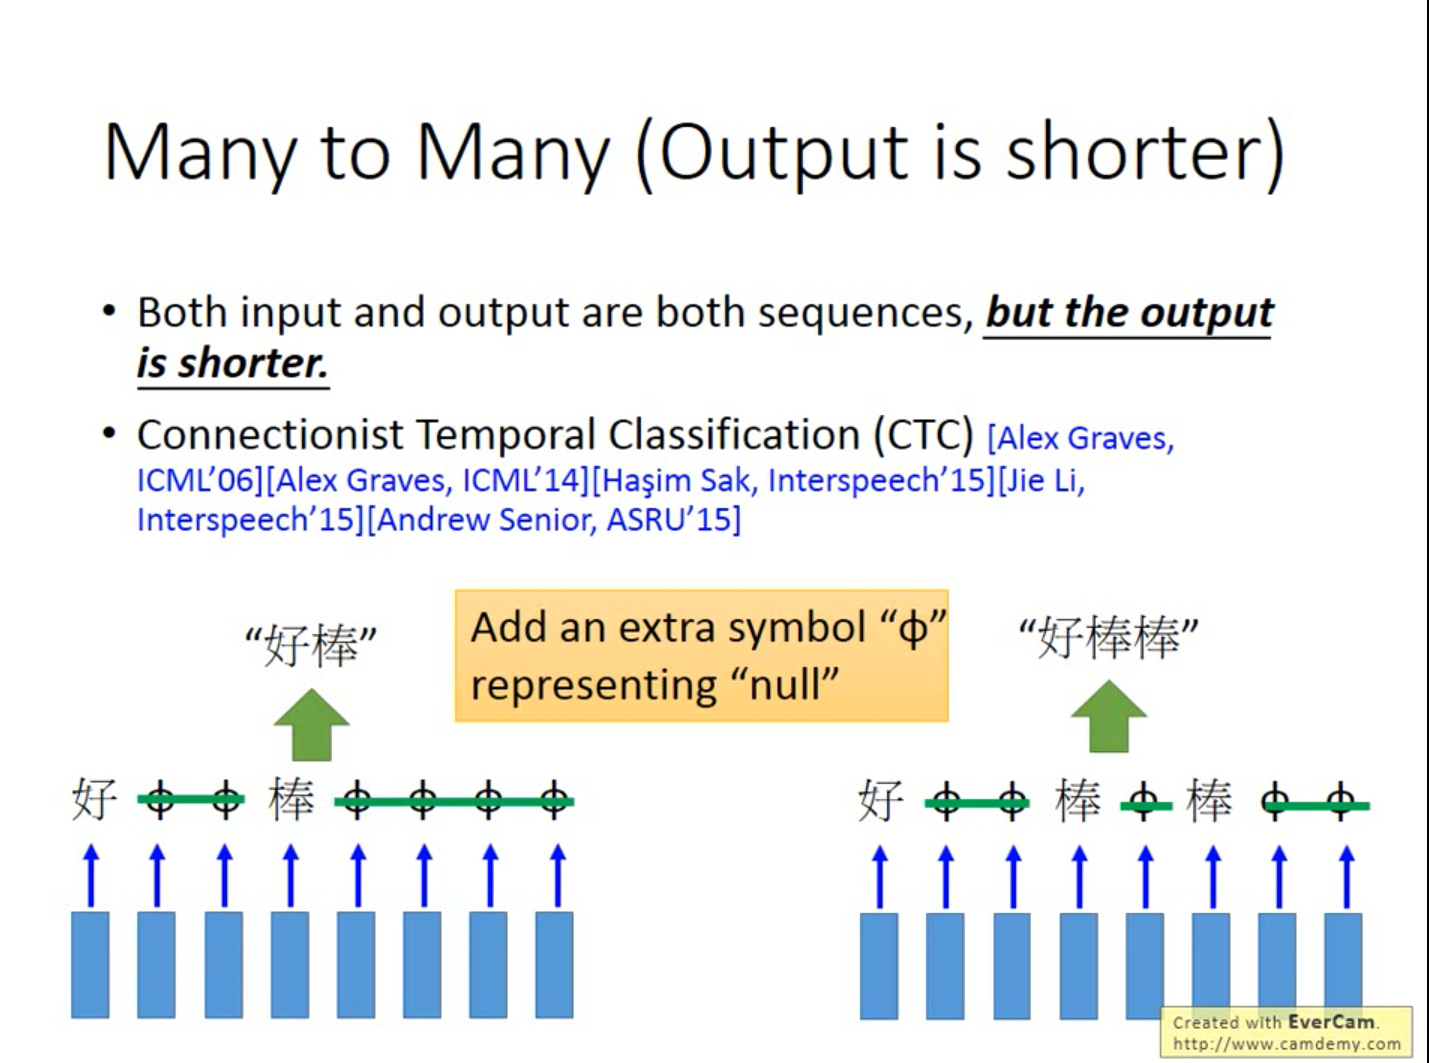 Many to Many (Output is shorter)
• Both input and output are both sequences, but the output
is shorter.
• Connectionist Temporal Classification (CTC) [Alex Graves,
ICML’06][Alex Graves, ICML’14][Haşim Sak, Interspeech’15][Jie Li,
Interspeech’15][Andrew Senior, ASRU’15]
“好棒”
Add an extra symbol “ϕ”
representing “null”
“好棒棒”
好 ϕ ϕ 棒 ϕ ϕ ϕ ϕ
好 ϕ ϕ 棒 ϕ 棒 ϕ ϕ
Created with EverCam.
http://www.camdemy.com